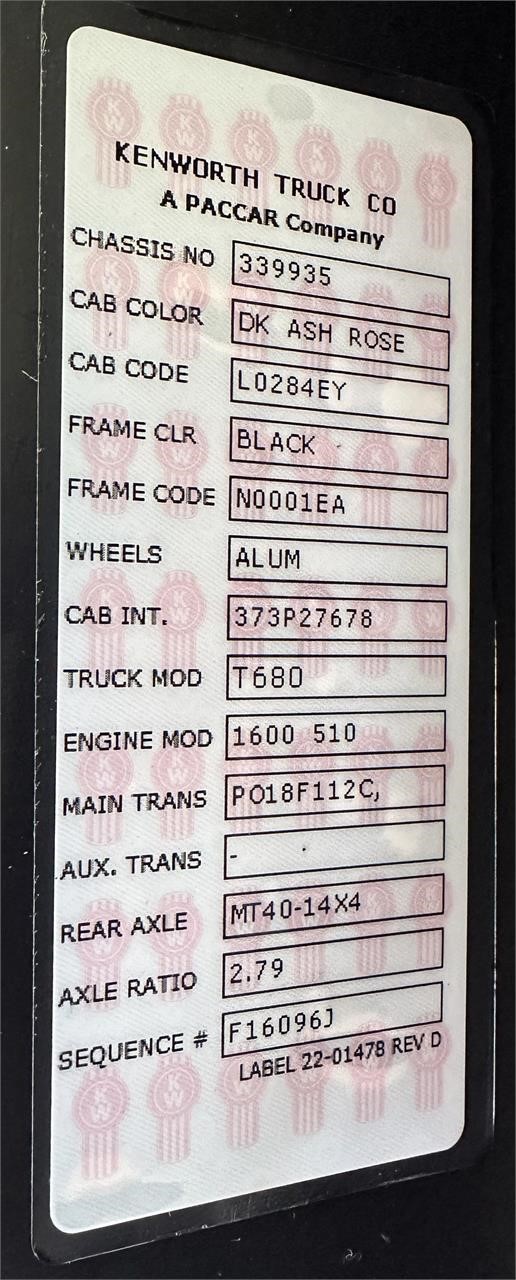 KENWORTH TRUCK CO
A PACCAR Company
CHASSIS NO 339935
CAB COLOR DK ASH ROSE
CAB CODE L0284EY
FRAME CLR BLACK
FRAME CODE N0001EA
WHEELS ALUM
CAB INT. 373P27678
TRUCK MOD T680
ENGINE MOD 1600 510
MAIN TRANS PO18F112C,
AUX. TRANS -
REAR AXLE MT40-14X4
AXLE RATIO 2.79
SEQUENCE # F16096J
LABEL 22-01478 REV D